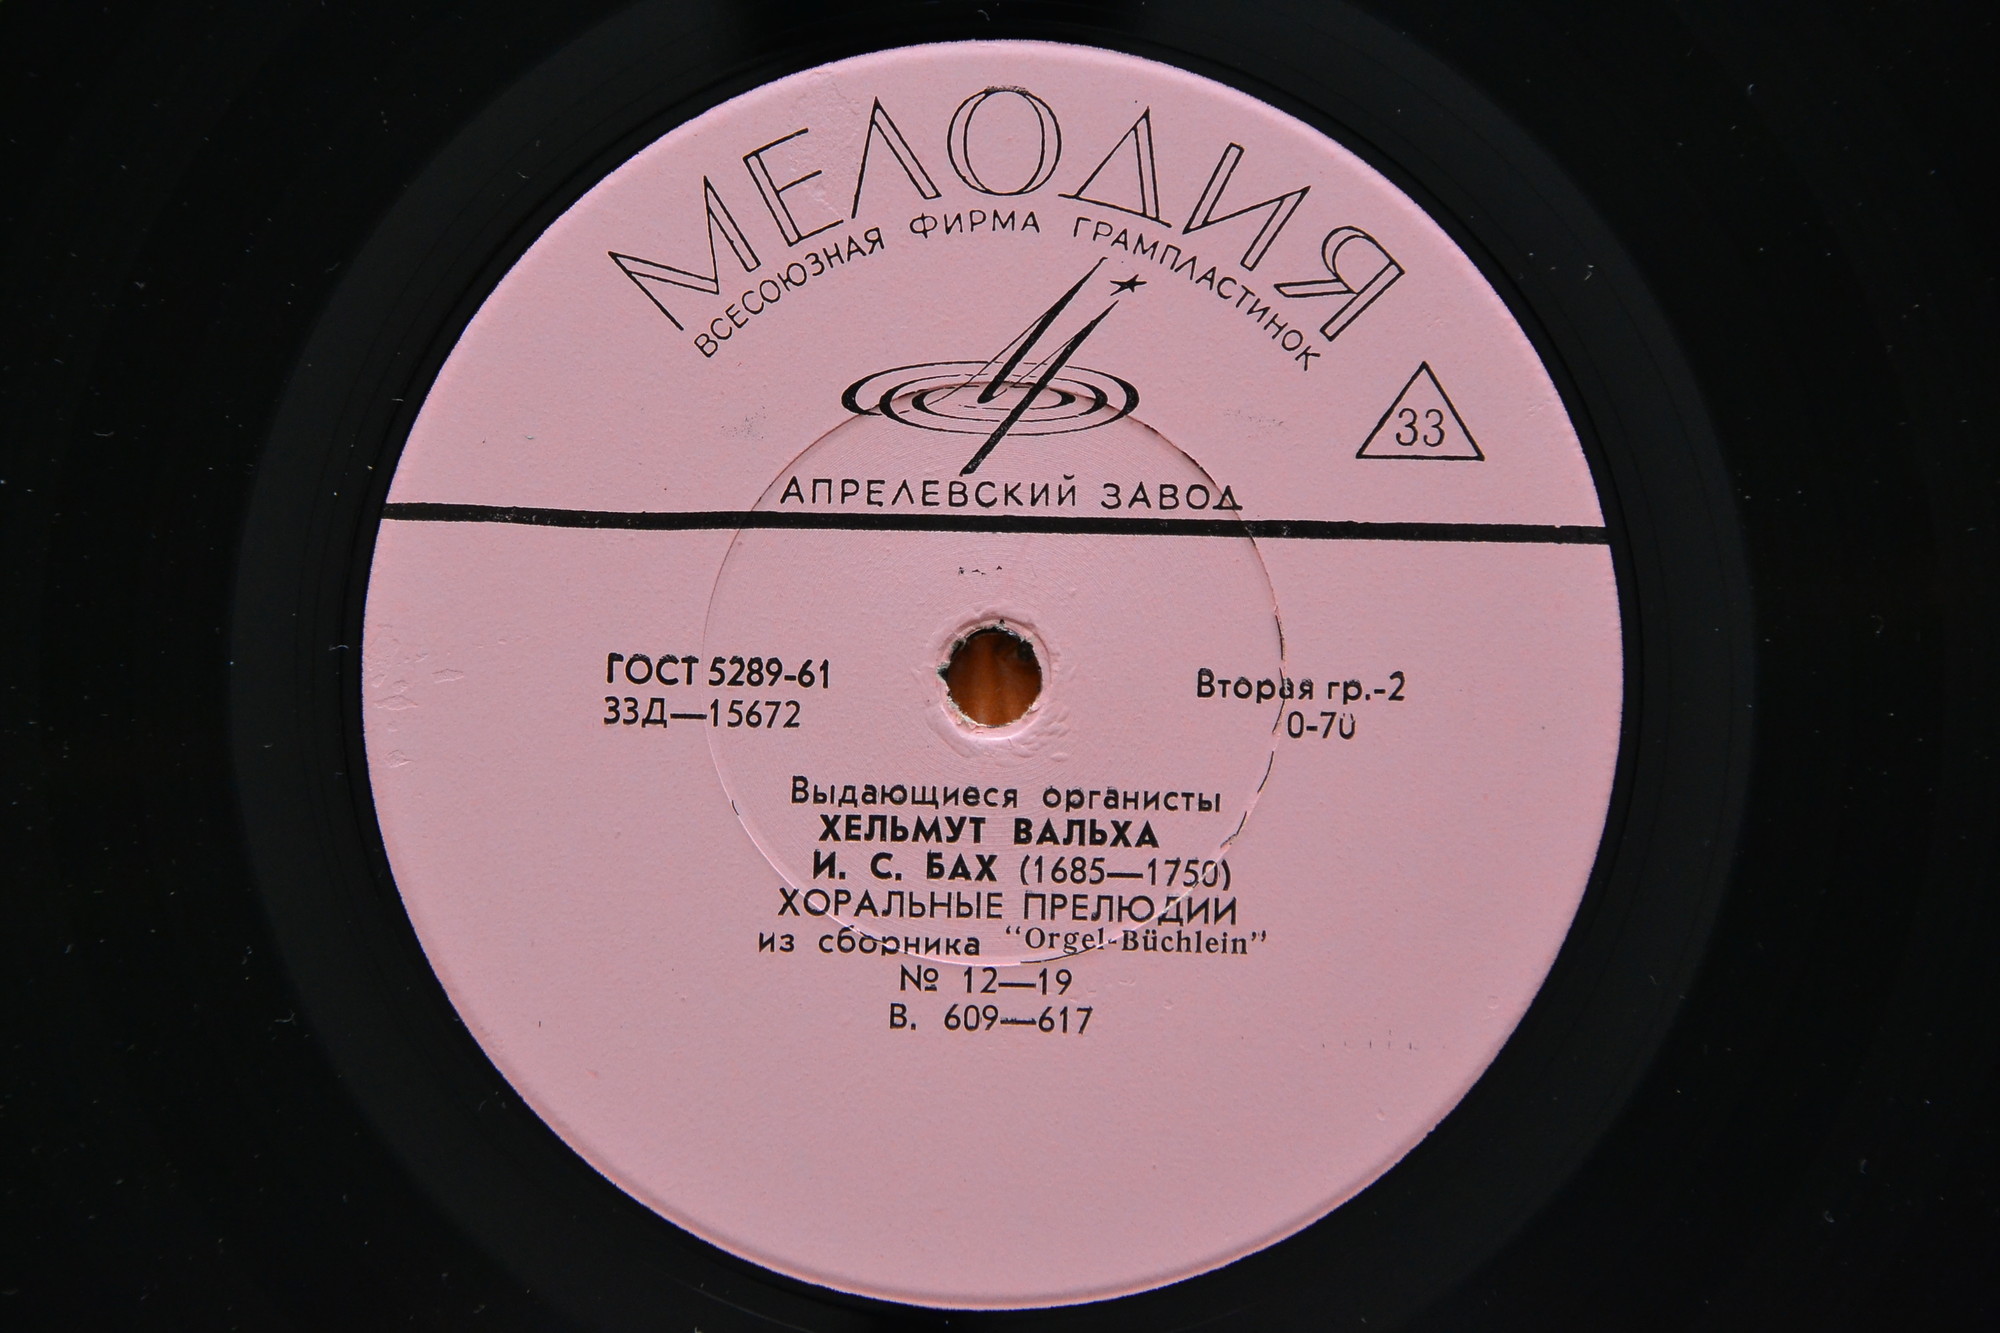 МЕЛОДИЯ
ВСЕСОЮЗНАЯ ФИРМА ГРАМПЛАСТИНОК
33
АПРЕЛЕВСКИЙ ЗАВОД
ГОСТ 5289-61
33Д—15672
Вторая гр.-2
0-70
Выдающиеся органисты
ХЕЛЬМУТ ВАЛЬХА
И. С. БАХ (1685—1750)
ХОРАЛЬНЫЕ ПРЕЛЮДИИ
из сборника “Orgel-Büchlein”
№ 12—19
В. 609—617